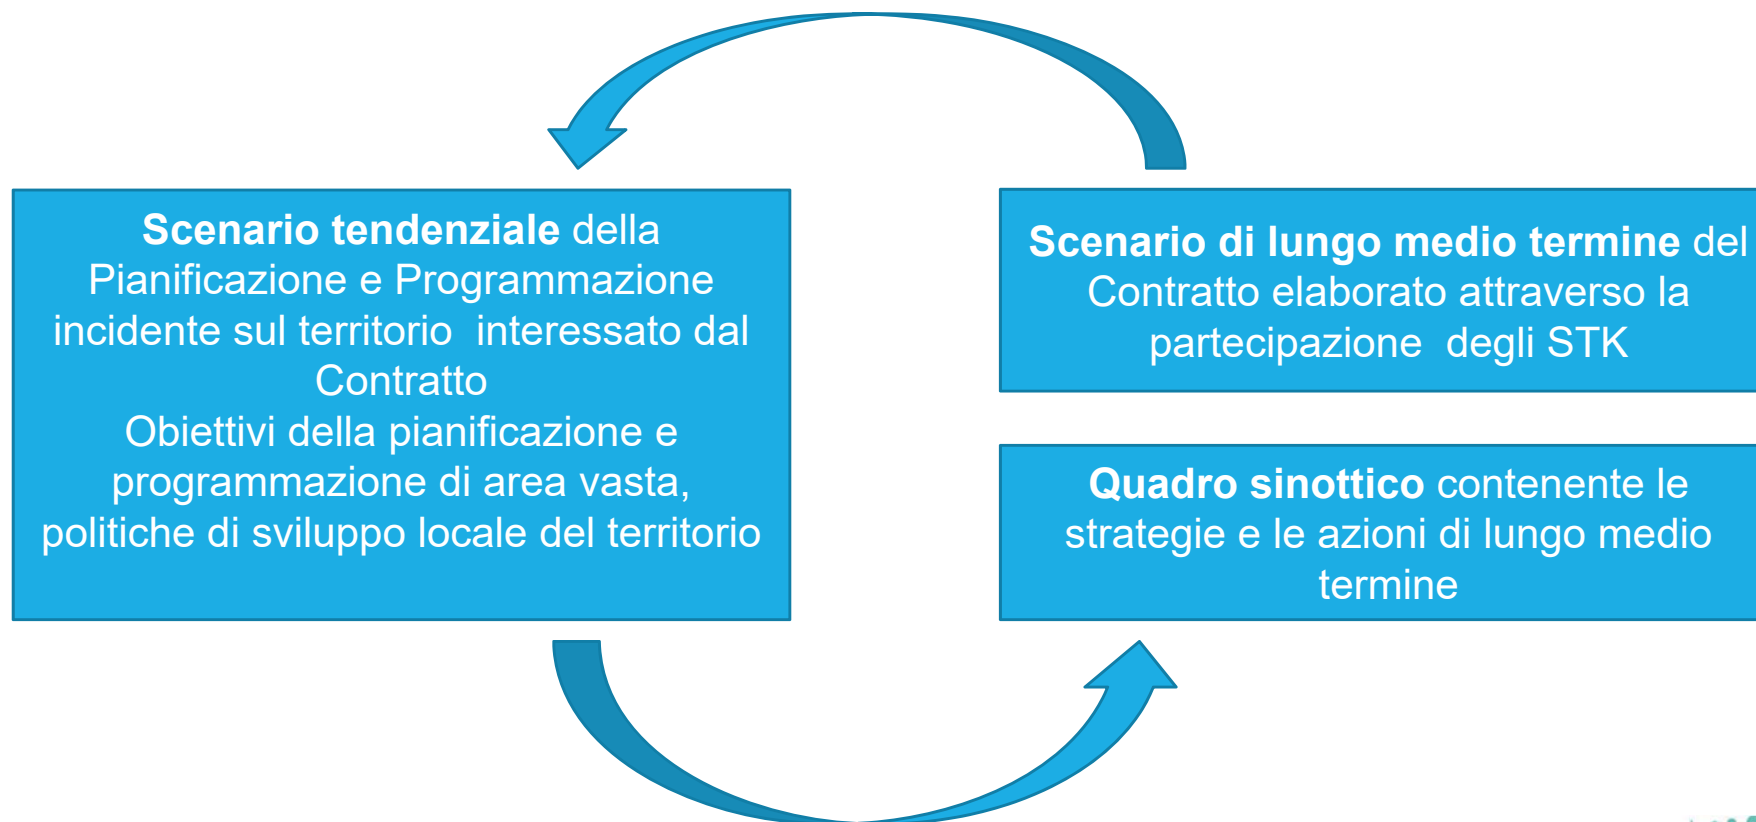 Scenario tendenziale della
Pianificazione e Programmazione
incidente sul territorio  interessato dal
Contratto
Obiettivi della pianificazione e
programmazione di area vasta,
politiche di sviluppo locale del territorio
Scenario di lungo medio termine del
Contratto elaborato attraverso la
partecipazione  degli STK
Quadro sinottico contenente le
strategie e le azioni di lungo medio
termine